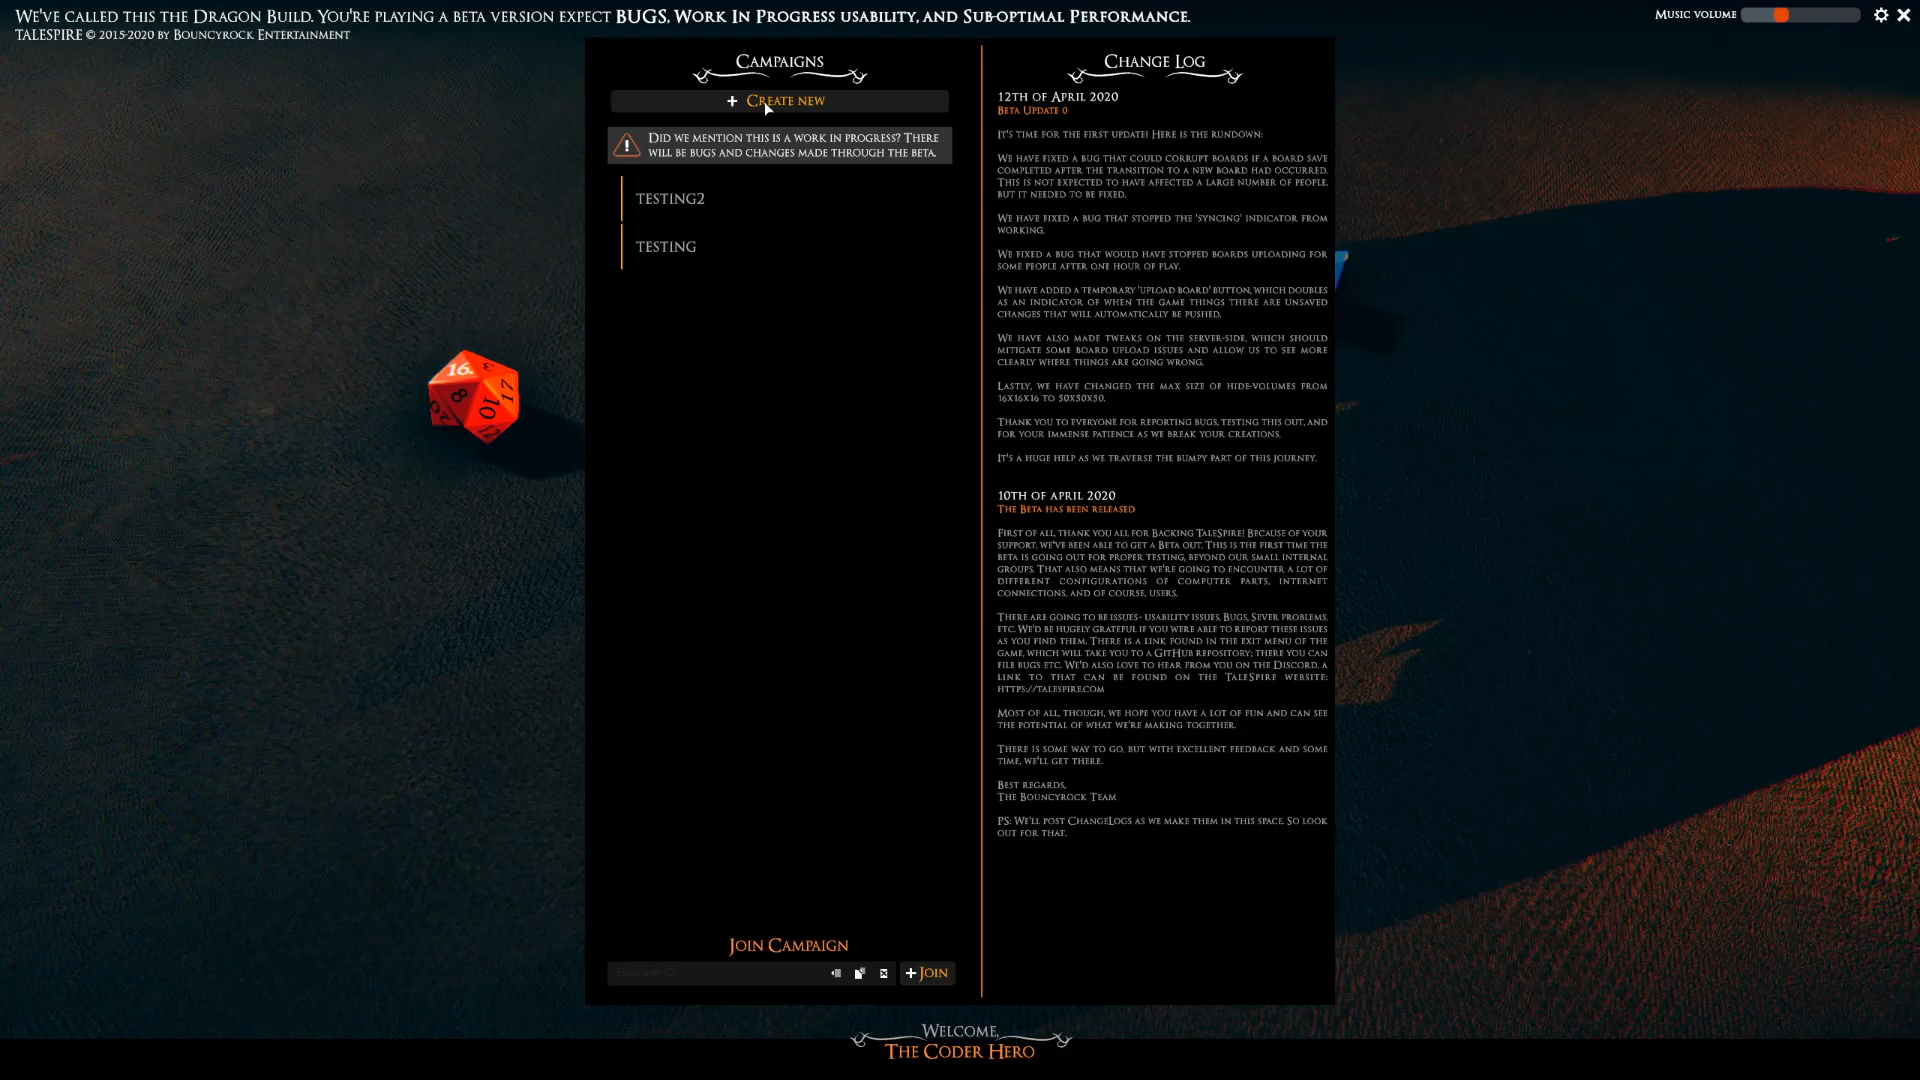 We've called this the Dragon Build. You're playing a beta version expect BUGS, Work In Progress usability, and Sub-optimal Performance.
TaleSpire © 2015-2020 by Bouncyrock Entertainment
Music volume
Campaigns
+ Create new
Did we mention this is a work in progress? There
will be bugs and changes made through the beta.
TESTING2
TESTING
Join Campaign
+ Join
Change Log
12th of April 2020
Beta Update 0
It's time for the first update! Here is the rundown:
We have fixed a bug that could corrupt boards if a board save
completed after the transition to a new board had occurred.
This is not expected to have affected a large number of people,
but it needed to be fixed.
We have fixed a bug that stopped the 'syncing' indicator from
working.
We fixed a bug that would have stopped boards uploading for
some people after one hour of play.
We have added a temporary 'upload board' button, which doubles
as an indicator of when the game things there are unsaved
changes that will automatically be pushed.
We have also made tweaks on the server-side, which should
mitigate some board upload issues and allow us to see more
clearly where things are going wrong.
Lastly, we have changed the max size of hide-volumes from
16x16x16 to 50x50x50.
Thank you to everyone for reporting bugs, testing this out, and
for your immense patience as we break your creations.
It's a huge help as we traverse the bumpy part of this journey.
10th of april 2020
The Beta has been released
First of all, thank you all for Backing TaleSpire! Because of your
support, we've been able to get a Beta out. This is the first time the
beta is going out for proper testing, beyond our small internal
groups. That also means that we're going to encounter a lot of
different configurations of computer parts, internet
connections, and of course, users.
There are going to be issues- usability issues, Bugs, Sever problems,
etc. We'd be hugely grateful if you were able to report these issues
as you find them. There is a link found in the exit menu of the
game, which will take you to a GitHub repository; there you can
file bugs etc. We'd also love to hear from you on the Discord, a
link to that can be found on the TaleSpire website:
https://talespire.com
Most of all, though, we hope you have a lot of fun and can see
the potential of what we're making together.
There is some way to go, but with excellent feedback and some
time, we'll get there.
Best regards,
The Bouncyrock Team
PS: We'll post ChangeLogs as we make them in this space. So look
out for that.
16.
8
10
17
12
Welcome,
The Coder Hero